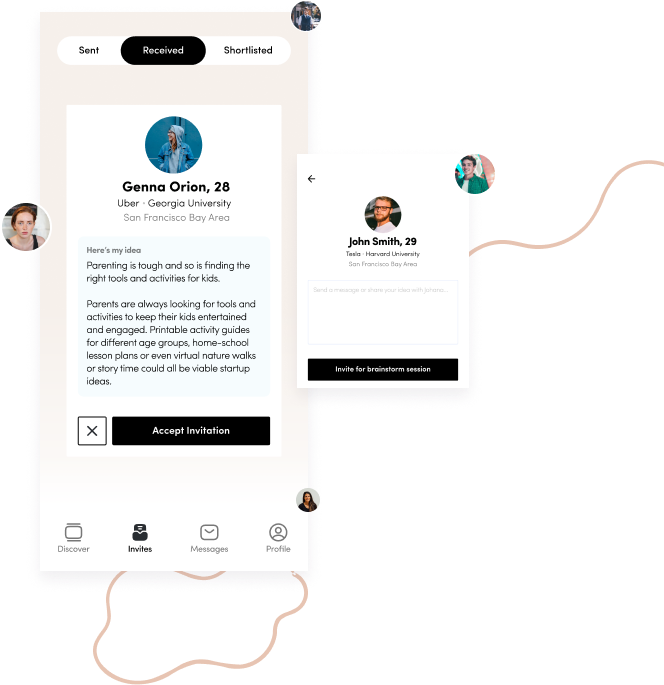 Sent
Received
Shortlisted
Genna Orion, 28
Uber · Georgia University
San Francisco Bay Area
Here's my idea
Parenting is tough and so is finding the
right tools and activities for kids.
Parents are always looking for tools and
activities to keep their kids entertained
and engaged. Printable activity guides
for different age groups, home-school
lesson plans or even virtual nature walks
or story time could all be viable startup
ideas.
Accept Invitation
Discover
Invites
Messages
Profile
John Smith, 29
Tesla · Harvard University
San Francisco Bay Area
Send a message or share your idea with
Invite for brainstorm session